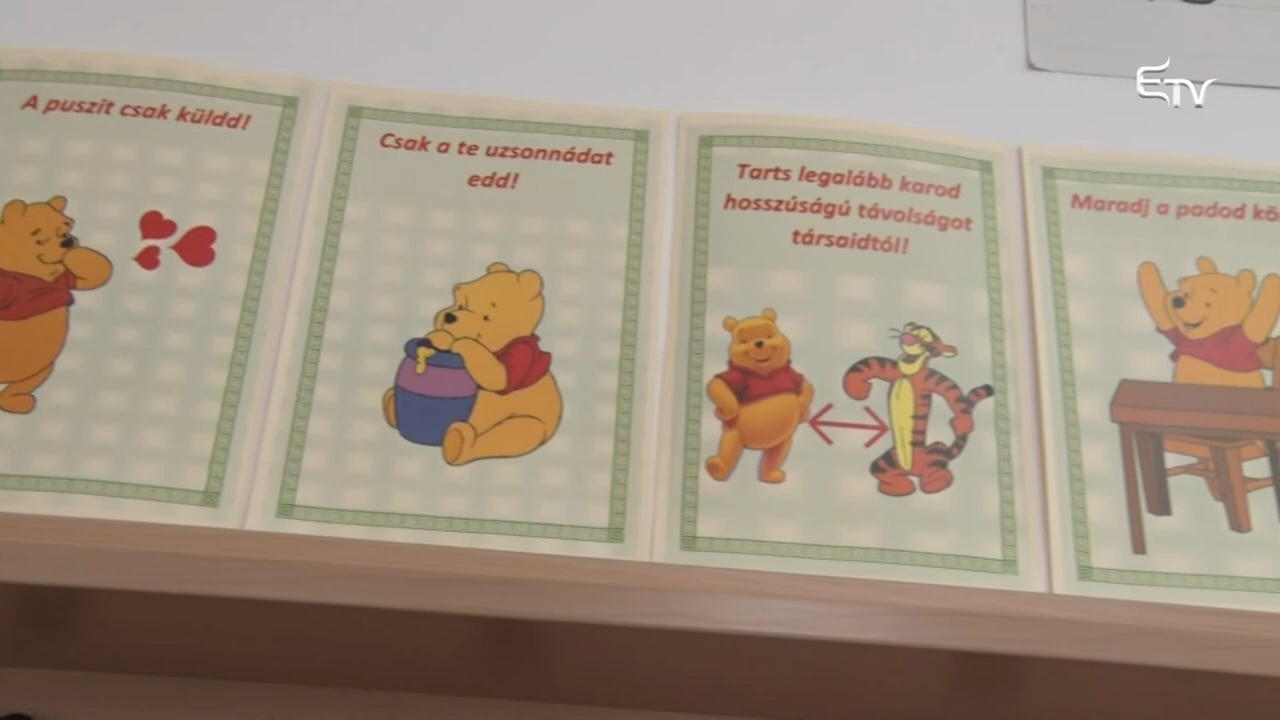 A puszit csak küldd!
Csak a te uzsonnádat
edd!
Tarts legalább karod
hosszúságú távolságot
társaidtól!
Maradj a padod
ETV